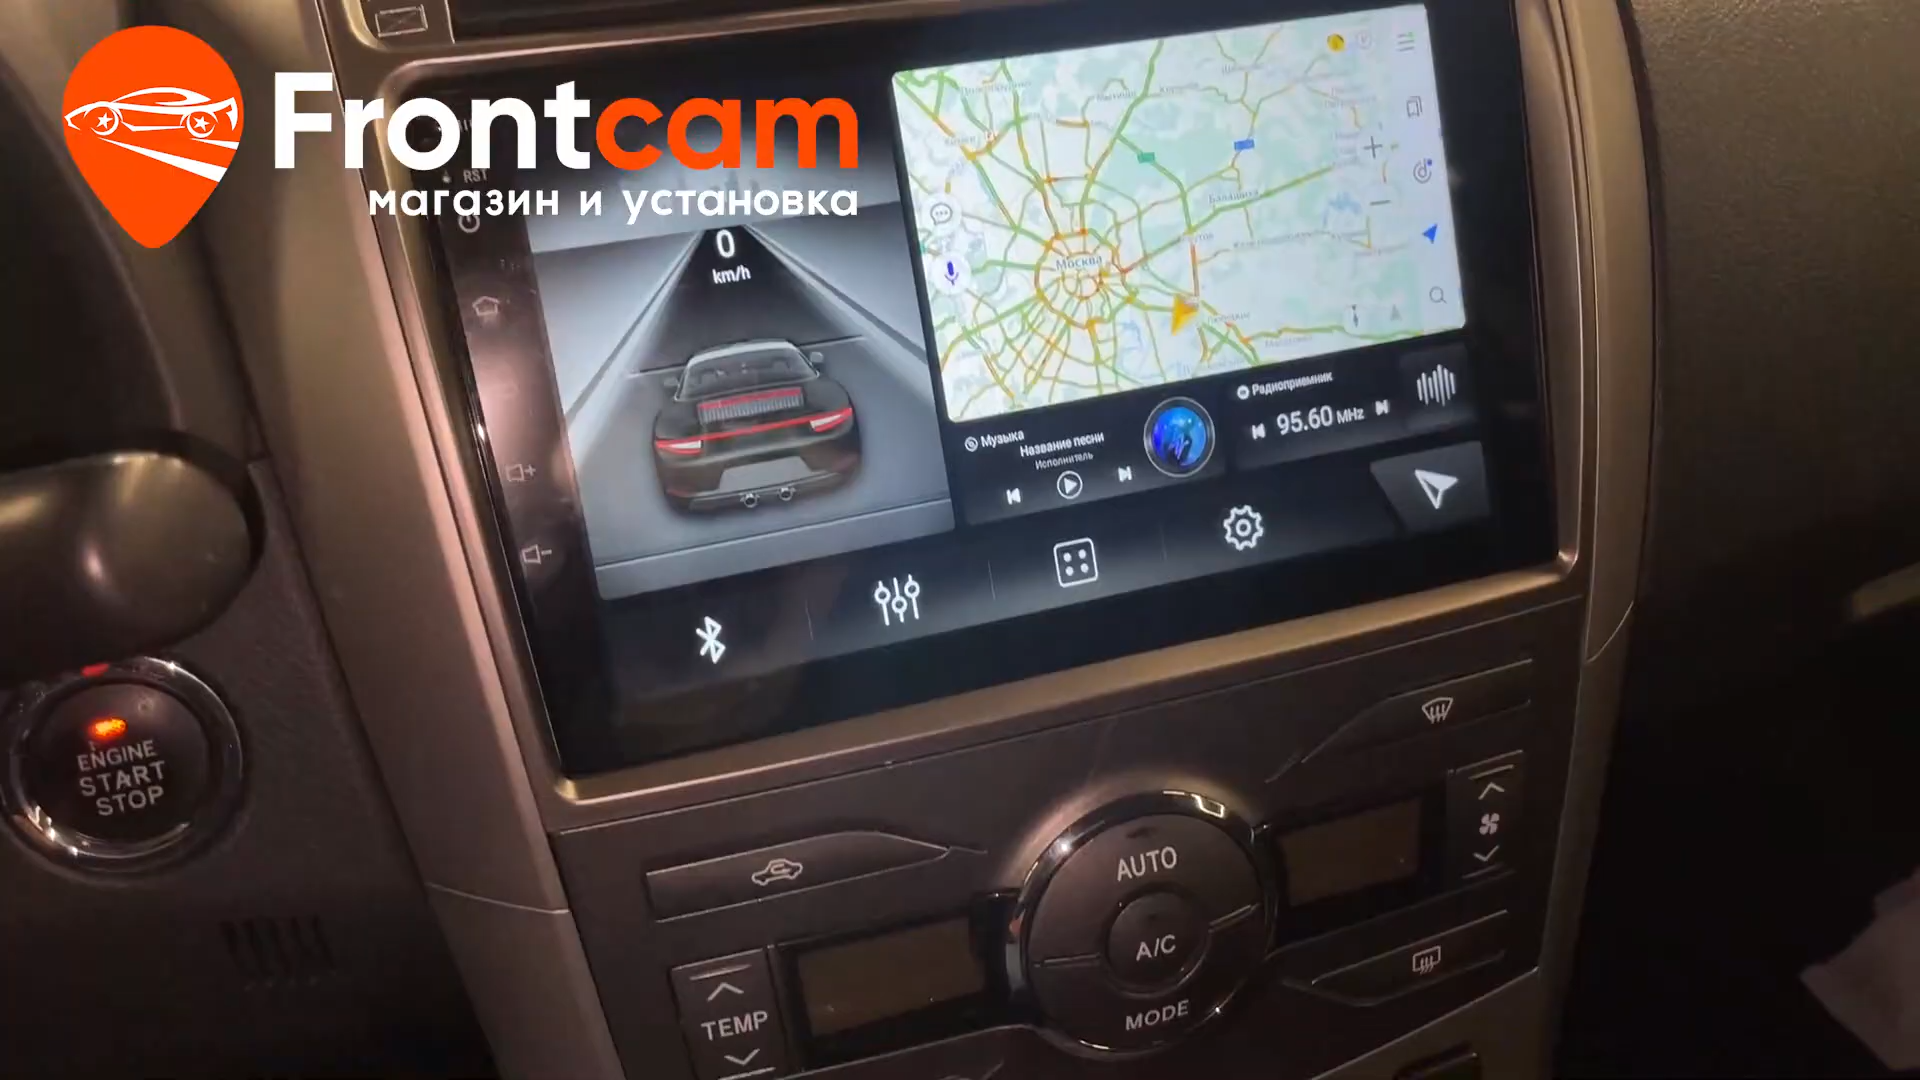 Frontcam
магазин и установка
RST
0
km/h
Москва
Балашиха
Музыка
Название песни
Исполнитель
Радиоприемник
95.60 MHz
ENGINE
START
STOP
AUTO
A/C
MODE
TEMP